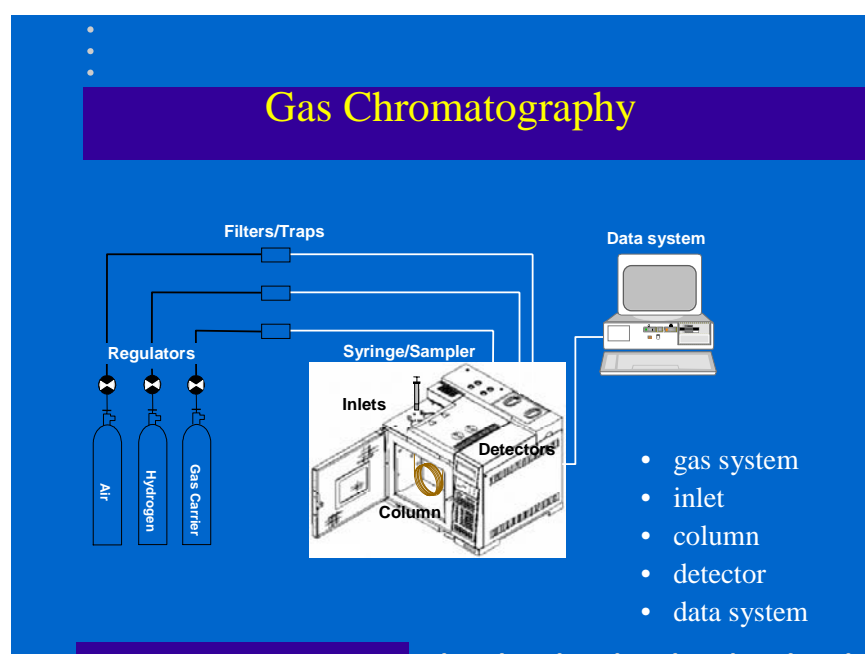 Gas Chromatography
Filters/Traps
Data system
Regulators
Syringe/Sampler
Inlets
Detectors
Column
Air
Hydrogen
Gas Carrier
• gas system
• inlet
• column
• detector
• data system